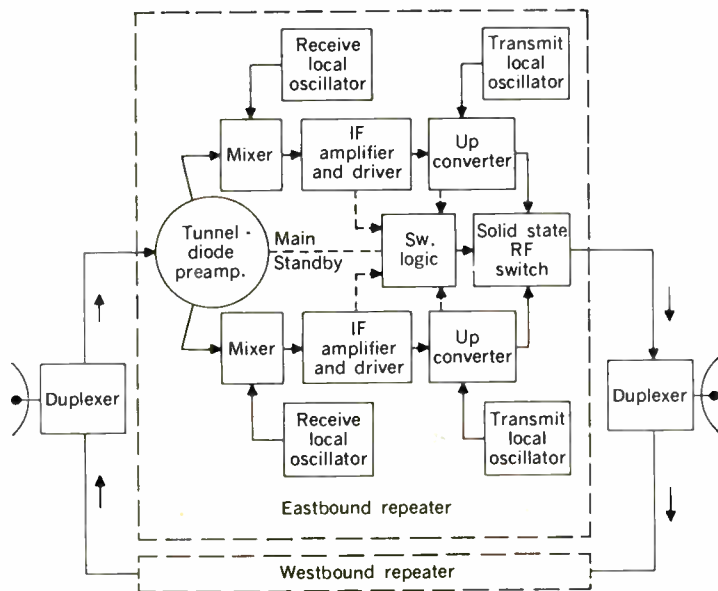 Receive
local
oscillator
Transmit
local
oscillator
Mixer
IF
amplifier
and driver
Up
converter
Tunnel -
diode
preamp.
Main
Standby
Sw.
logic
Solid state
RF
switch
Mixer
IF
amplifier
and driver
Up
converter
Duplexer
Duplexer
Receive
local
oscillator
Transmit
local
oscillator
Eastbound repeater
Westbound repeater